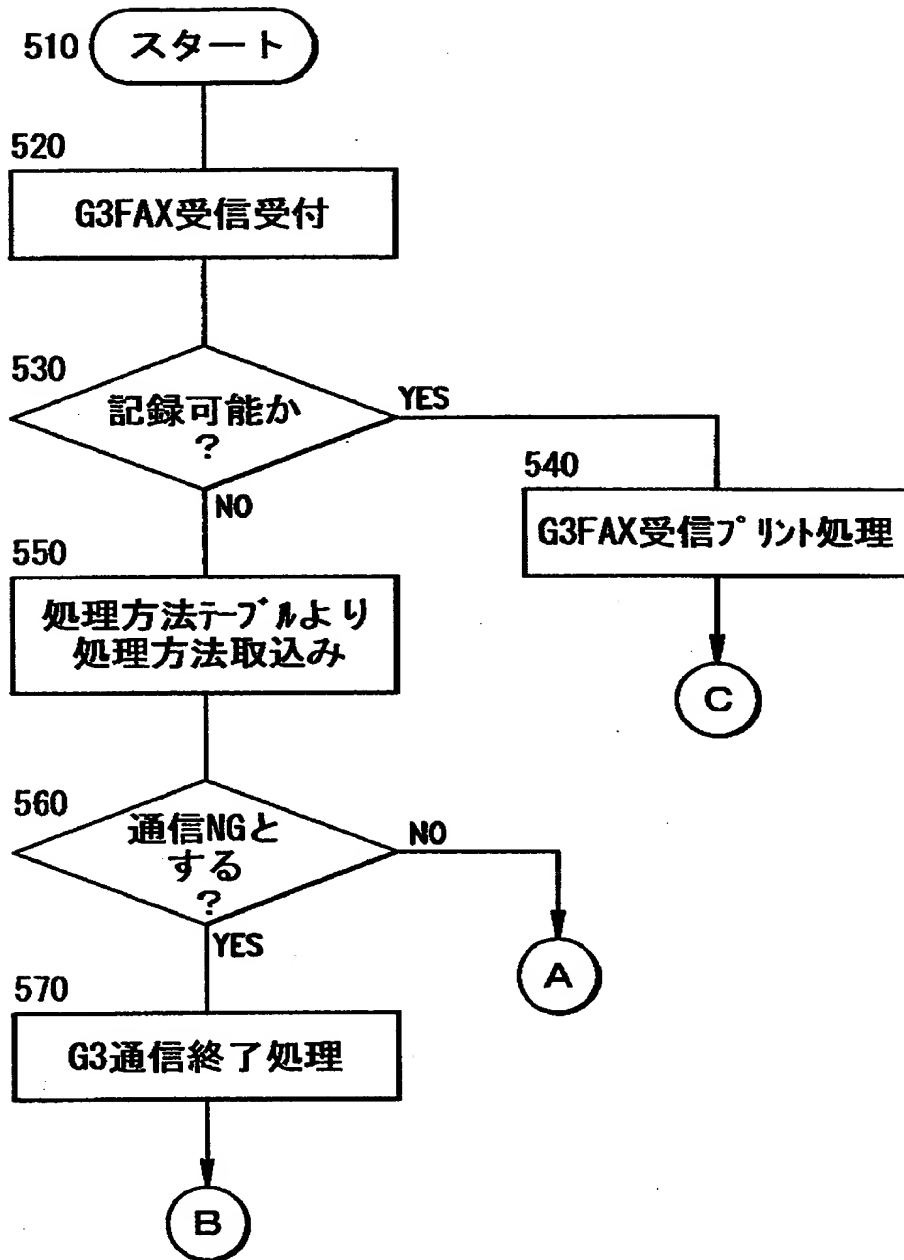 510 スタート
520
G3FAX受信受付
530
記録可能か
?
YES
NO
540
G3FAX受信プリント処理
C
550
処理方法テーブルより
処理方法取込み
560
通信NGと
する
?
NO
YES
A
570
G3通信終了処理
B